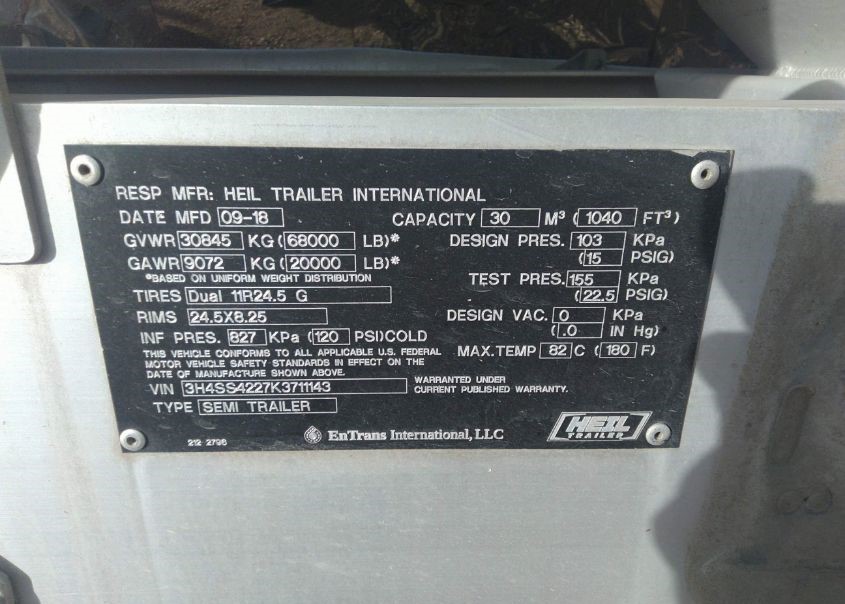 RESP MFR: HEIL TRAILER INTERNATIONAL
DATE MFD 09-18 CAPACITY 30 M³ (1040 FT³)
GVWR 30845 KG (68000 LB)* DESIGN PRES. 103 KPa
(15 PSIG)
GAWR 9072 KG (20000 LB)*
*BASED ON UNIFORM WEIGHT DISTRIBUTION
TEST PRES. 155 KPa
(22.5 PSIG)
TIRES Dual 11R24.5 G
RIMS 24.5X8.25 DESIGN VAC. 0 KPa
(.0 IN Hg)
INF PRES. 827 KPa (120 PSI)COLD
THIS VEHICLE CONFORMS TO ALL APPLICABLE U.S. FEDERAL
MOTOR VEHICLE SAFETY STANDARDS IN EFFECT ON THE
DATE OF MANUFACTURE SHOWN ABOVE.
MAX.TEMP 82 C (180 F)
VIN 3H4SS4227K3711143
WARRANTED UNDER
CURRENT PUBLISHED WARRANTY.
TYPE SEMI TRAILER
212 2796
EnTrans International, LLC
HEIL
TRAILER